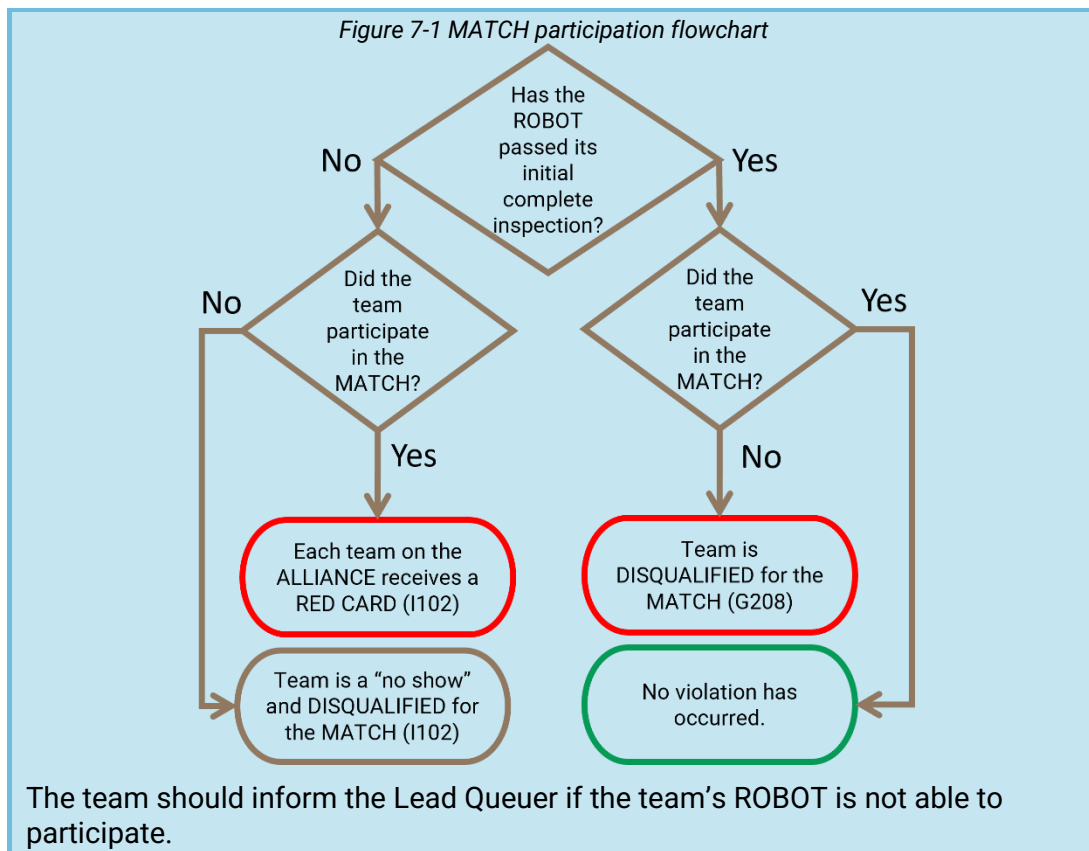 Figure 7-1 MATCH participation flowchart
Has the
ROBOT
passed its
initial
complete
inspection?
No
Yes
Did the
team
participate
in the
MATCH?
No
Yes
Did the
team
participate
in the
MATCH?
Yes
No
Each team on the
ALLIANCE receives a
RED CARD (I102)
Team is
DISQUALIFIED for the
MATCH (G208)
Team is a “no show”
and DISQUALIFIED for
the MATCH (I102)
No violation has
occurred.
The team should inform the Lead Queuer if the team’s ROBOT is not able to
participate.